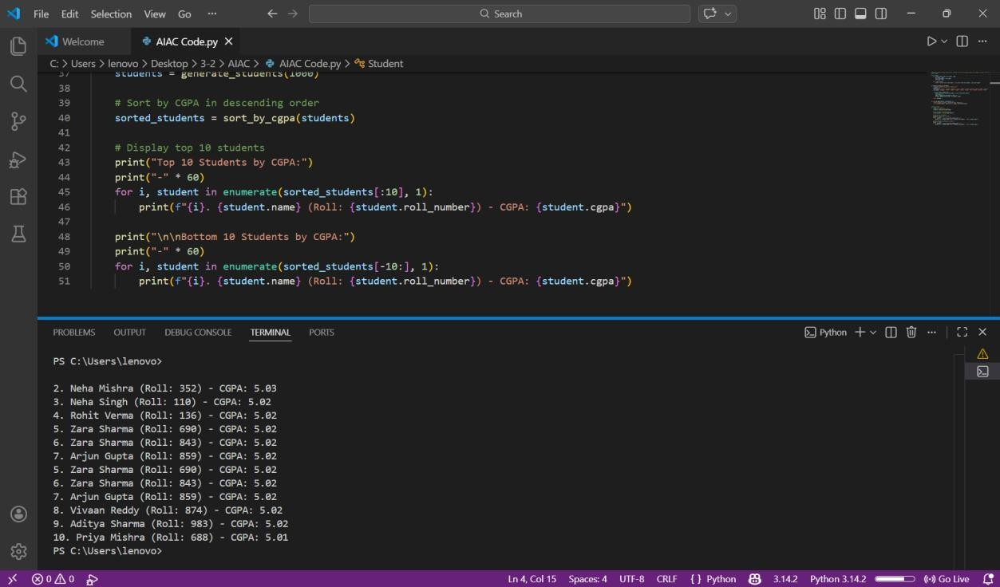 File Edit Selection View Go ··· Search
Welcome AIAC Code.py
C: > Users > lenovo > Desktop > 3-2 > AIAC > AIAC Code.py > Student
37 students = generate_students(1000)
38
39 # Sort by CGPA in descending order
40 sorted_students = sort_by_cgpa(students)
41
42 # Display top 10 students
43 print("Top 10 Students by CGPA:")
44 print("-" * 60)
45 for i, student in enumerate(sorted_students[:10], 1):
46 print(f"{i}. {student.name} (Roll: {student.roll_number}) - CGPA: {student.cgpa}")
47
48 print("\n\nBottom 10 Students by CGPA:")
49 print("-" * 60)
50 for i, student in enumerate(sorted_students[-10:], 1):
51 print(f"{i}. {student.name} (Roll: {student.roll_number}) - CGPA: {student.cgpa}")
PROBLEMS OUTPUT DEBUG CONSOLE TERMINAL PORTS Python
PS C:\Users\lenovo>
2. Neha Mishra (Roll: 352) - CGPA: 5.03
3. Neha Singh (Roll: 110) - CGPA: 5.02
4. Rohit Verma (Roll: 136) - CGPA: 5.02
5. Zara Sharma (Roll: 690) - CGPA: 5.02
6. Zara Sharma (Roll: 843) - CGPA: 5.02
7. Arjun Gupta (Roll: 859) - CGPA: 5.02
5. Zara Sharma (Roll: 690) - CGPA: 5.02
6. Zara Sharma (Roll: 843) - CGPA: 5.02
7. Arjun Gupta (Roll: 859) - CGPA: 5.02
8. Vivaan Reddy (Roll: 874) - CGPA: 5.02
9. Aditya Sharma (Roll: 983) - CGPA: 5.02
10. Priya Mishra (Roll: 688) - CGPA: 5.01
PS C:\Users\lenovo>
0 0 Ln 4, Col 15 Spaces: 4 UTF-8 CRLF { } Python 3.14.2 Python 3.14.2 Go Live